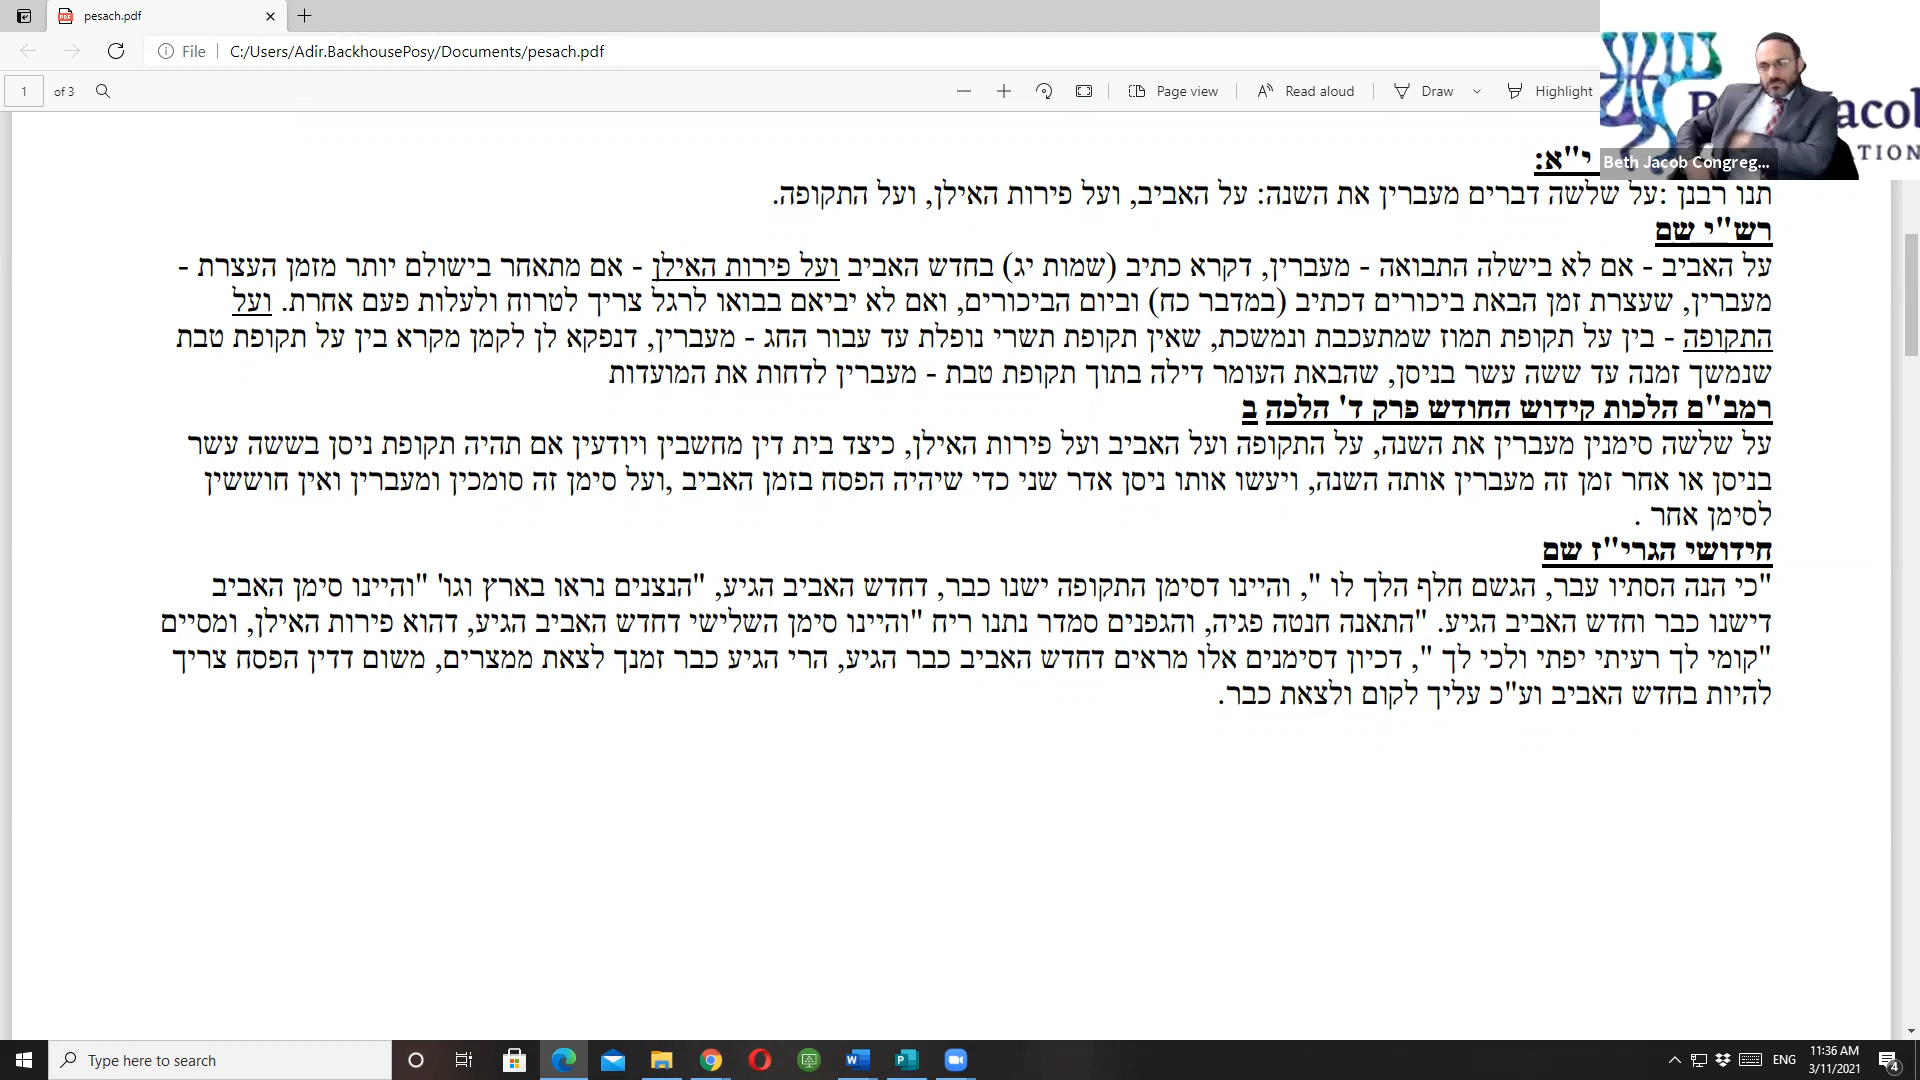 pesach.pdf
File C:/Users/Adir.BackhousePosy/Documents/pesach.pdf
1 of 3 Page view Read aloud Draw Highlight
Jacob
Beth Jacob Congreg...
י"א:
תנו רבנן :על שלשה דברים מעברין את השנה: על האביב, ועל פירות האילן, ועל התקופה.
רש"י שם
על האביב - אם לא בישלה התבואה - מעברין, דקרא כתיב (שמות יג) בחדש האביב ועל פירות האילן - אם מתאחר בישולם יותר מזמן העצרת -
מעברין, שעצרת זמן הבאת ביכורים דכתיב (במדבר כח) וביום הביכורים, ואם לא יביאם בבואו לרגל צריך לטרוח ולעלות פעם אחרת. ועל
התקופה - בין על תקופת תמוז שמתעכבת ונמשכת, שאין תקופת תשרי נופלת עד עבור החג - מעברין, דנפקא לן לקמן מקרא בין על תקופת טבת
שנמשך זמנה עד ששה עשר בניסן, שהבאת העומר דילה בתוך תקופת טבת - מעברין לדחות את המועדות
רמב"ם הלכות קידוש החודש פרק ד' הלכה ב
על שלשה סימנין מעברין את השנה, על התקופה ועל האביב ועל פירות האילן, כיצד בית דין מחשבין ויודעין אם תהיה תקופת ניסן בששה עשר
בניסן או אחר זמן זה מעברין אותה השנה, ויעשו אותו ניסן אדר שני כדי שיהיה הפסח בזמן האביב ,ועל סימן זה סומכין ומעברין ואין חוששין
לסימן אחר .
חידושי הגרי"ז שם
"כי הנה הסתיו עבר, הגשם חלף הלך לו ", והיינו דסימן התקופה ישנו כבר, דחדש האביב הגיע, "הנצנים נראו בארץ וגו' "והיינו סימן האביב
דישנו כבר וחדש האביב הגיע. "התאנה חנטה פגיה, והגפנים סמדר נתנו ריח "והיינו סימן השלישי דחדש האביב הגיע, דהוא פירות האילן, ומסיים
"קומי לך רעיתי יפתי ולכי לך ", דכיון דסימנים אלו מראים דחדש האביב כבר הגיע, הרי הגיע כבר זמנך לצאת ממצרים, משום דדין הפסח צריך
להיות בחדש האביב וע"כ עליך לקום ולצאת כבר.
Type here to search ENG 11:36 AM
3/11/2021 4